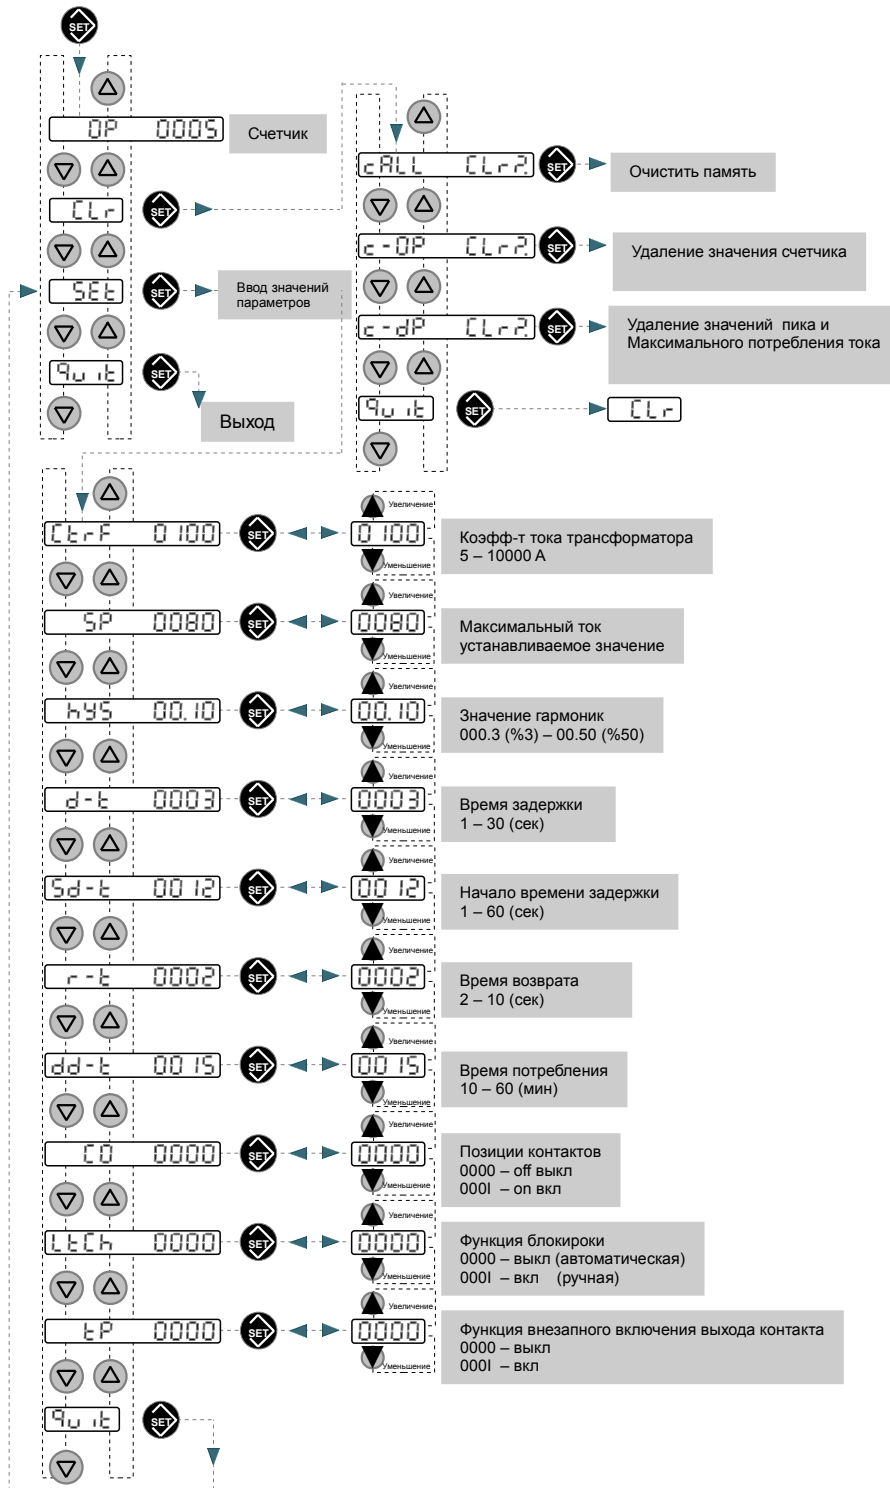 SET
OP 0005
Счетчик
CLr
SET
SEt
SET
Ввод значений
параметров
quit
SET
Выход
cALL CLr?.
SET
Очистить память
c-OP CLr?.
SET
Удаление значения счетчика
c-dP CLr?.
SET
Удаление значений пика и
Максимального потребления тока
quit
SET
CLr
CtrF 0100
SET
Увеличение
0100
Уменьшение
Коэфф-т тока трансформатора
5 – 10000 A
SP 0080
SET
Увеличение
0080
Уменьшение
Максимальный ток
устанавливаемое значение
hYS 00.10
SET
Увеличение
00.10
Уменьшение
Значение гармоник
000.3 (%3) – 00.50 (%50)
d-t 0003
SET
Увеличение
0003
Уменьшение
Время задержки
1 – 30 (сек)
Sd-t 0012
SET
Увеличение
0012
Уменьшение
Начало времени задержки
1 – 60 (сек)
r-t 0002
SET
Увеличение
0002
Уменьшение
Время возврата
2 – 10 (сек)
dd-t 0015
SET
Увеличение
0015
Уменьшение
Время потребления
10 – 60 (мин)
CO 0000
SET
Увеличение
0000
Уменьшение
Позиции контактов
0000 – off выкл
000I – on вкл
LtCh 0000
SET
Увеличение
0000
Уменьшение
Функция блокироки
0000 – выкл (автоматическая)
000I – вкл (ручная)
tP 0000
SET
Увеличение
0000
Уменьшение
Функция внезапного включения выхода контакта
0000 – выкл
000I – вкл
quit
SET